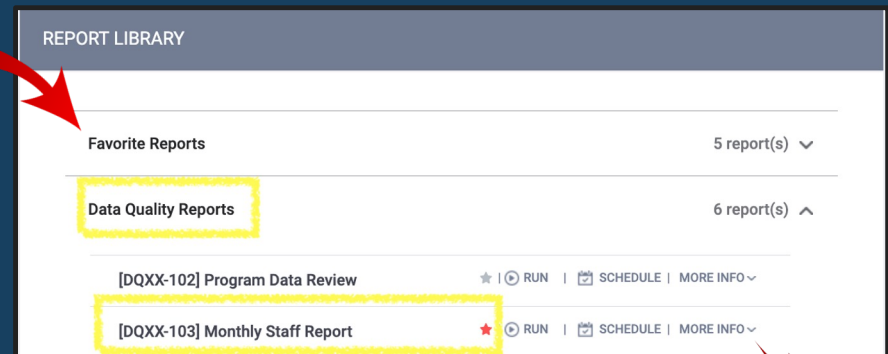 REPORT LIBRARY
Favorite Reports 5 report(s)
Data Quality Reports 6 report(s)
[DQXX-102] Program Data Review | RUN | SCHEDULE | MORE INFO
[DQXX-103] Monthly Staff Report RUN | SCHEDULE | MORE INFO